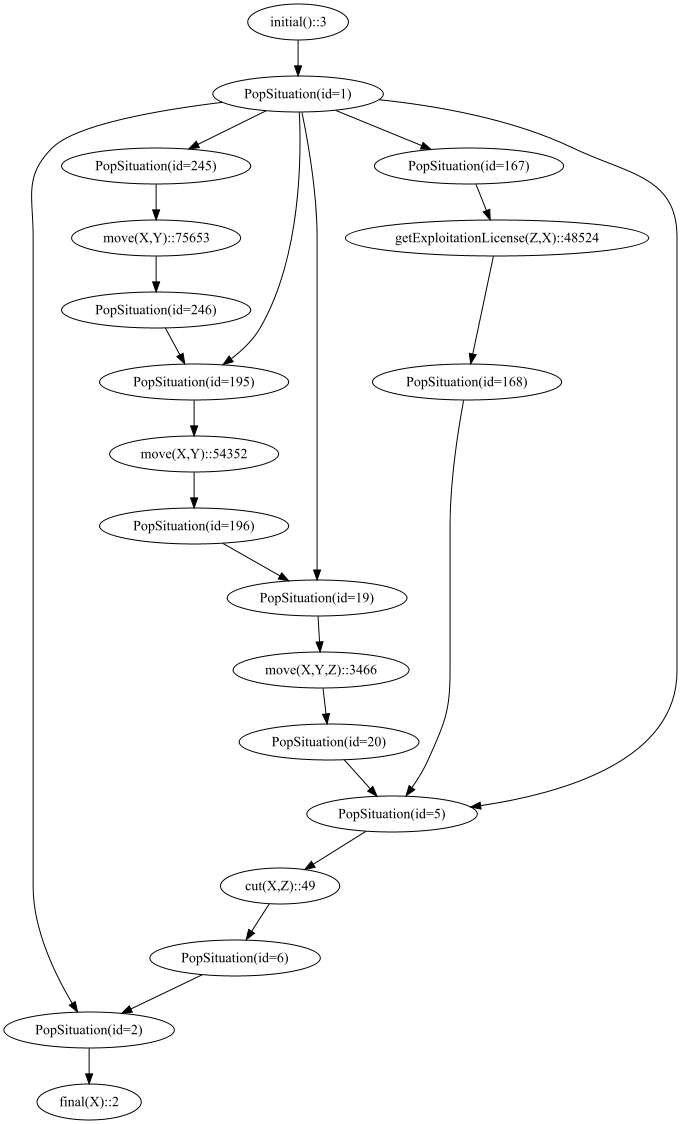 initial()::3
PopSituation(id=1)
PopSituation(id=245)
PopSituation(id=167)
move(X,Y)::75653
getExploitationLicense(Z,X)::48524
PopSituation(id=246)
PopSituation(id=195)
PopSituation(id=168)
move(X,Y)::54352
PopSituation(id=196)
PopSituation(id=19)
move(X,Y,Z)::3466
PopSituation(id=20)
PopSituation(id=5)
cut(X,Z)::49
PopSituation(id=6)
PopSituation(id=2)
final(X)::2